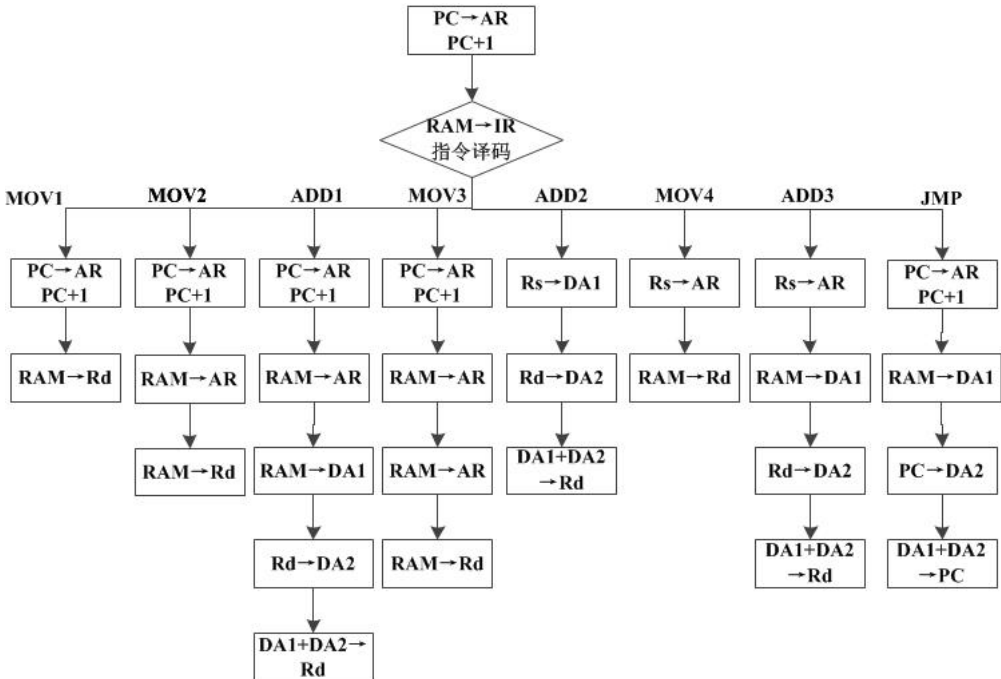 PC→AR
PC+1
RAM→IR
指令译码
MOV1
MOV2
ADD1
MOV3
ADD2
MOV4
ADD3
JMP
PC→AR
PC+1
PC→AR
PC+1
PC→AR
PC+1
PC→AR
PC+1
Rs→DA1
Rs→AR
Rs→AR
PC→AR
PC+1
RAM→Rd
RAM→AR
RAM→AR
RAM→AR
Rd→DA2
RAM→Rd
RAM→DA1
RAM→DA1
RAM→Rd
RAM→DA1
RAM→AR
DA1+DA2
→Rd
Rd→DA2
PC→DA2
Rd→DA2
RAM→Rd
DA1+DA2
→Rd
DA1+DA2
→PC
DA1+DA2→
Rd